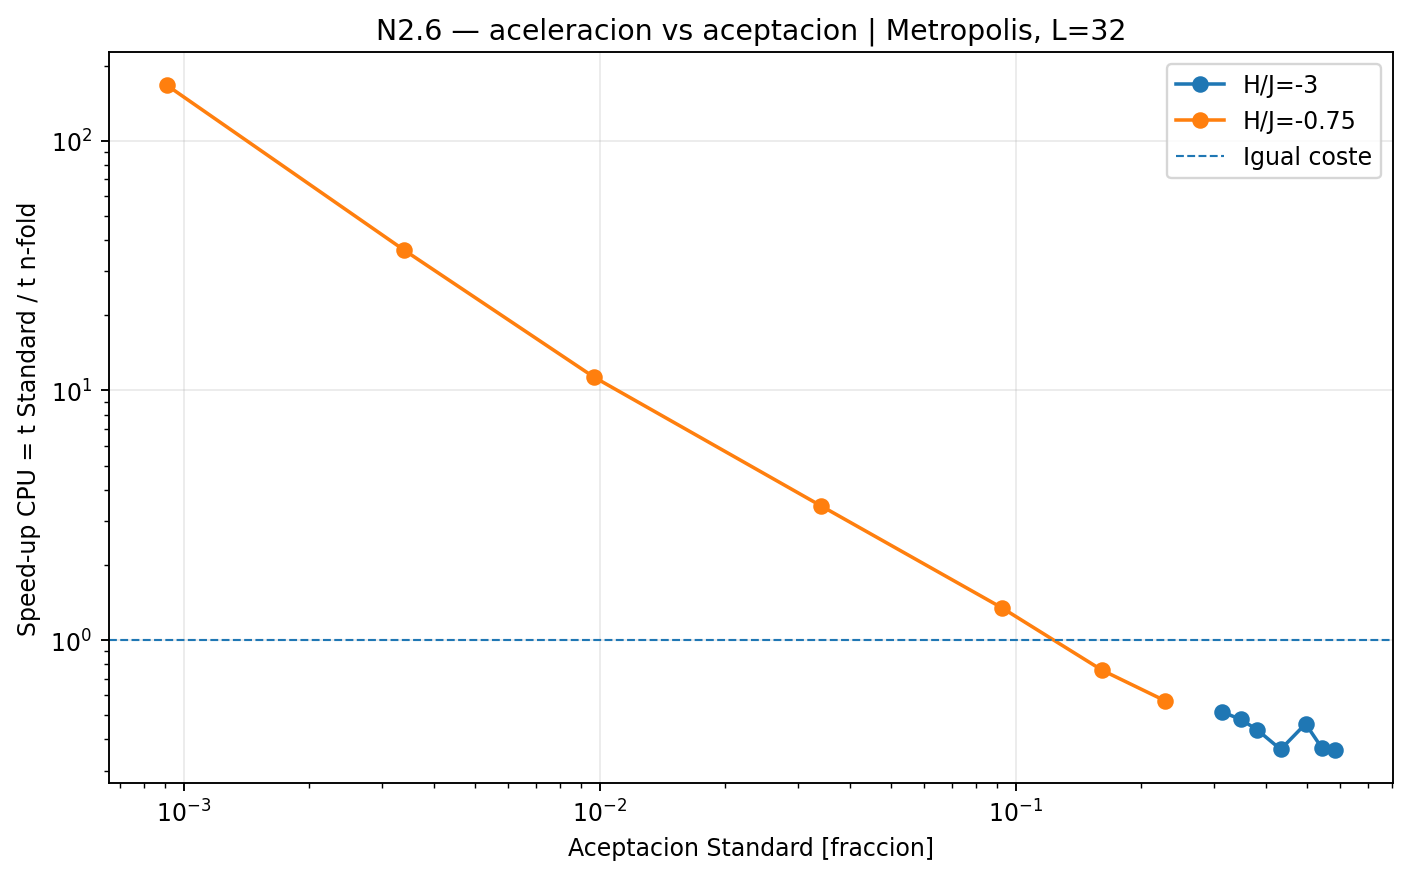 N2.6 — aceleracion vs aceptacion | Metropolis, L=32
H/J=-3
H/J=-0.75
Igual coste
Speed-up CPU = t Standard / t n-fold
10²
10¹
10⁰
10⁻³
10⁻²
10⁻¹
Aceptacion Standard [fraccion]